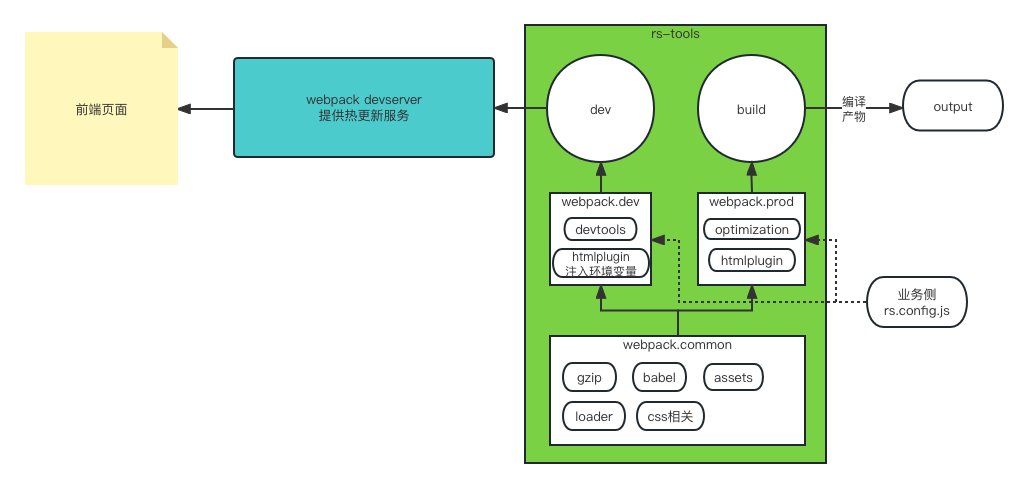 rs-tools
前端页面
webpack devserver
提供热更新服务
dev
build
编译
产物
output
webpack.dev
devtools
htmlplugin
注入环境变量
webpack.prod
optimization
htmlplugin
业务侧
rs.config.js
webpack.common
gzip
babel
assets
loader
css相关